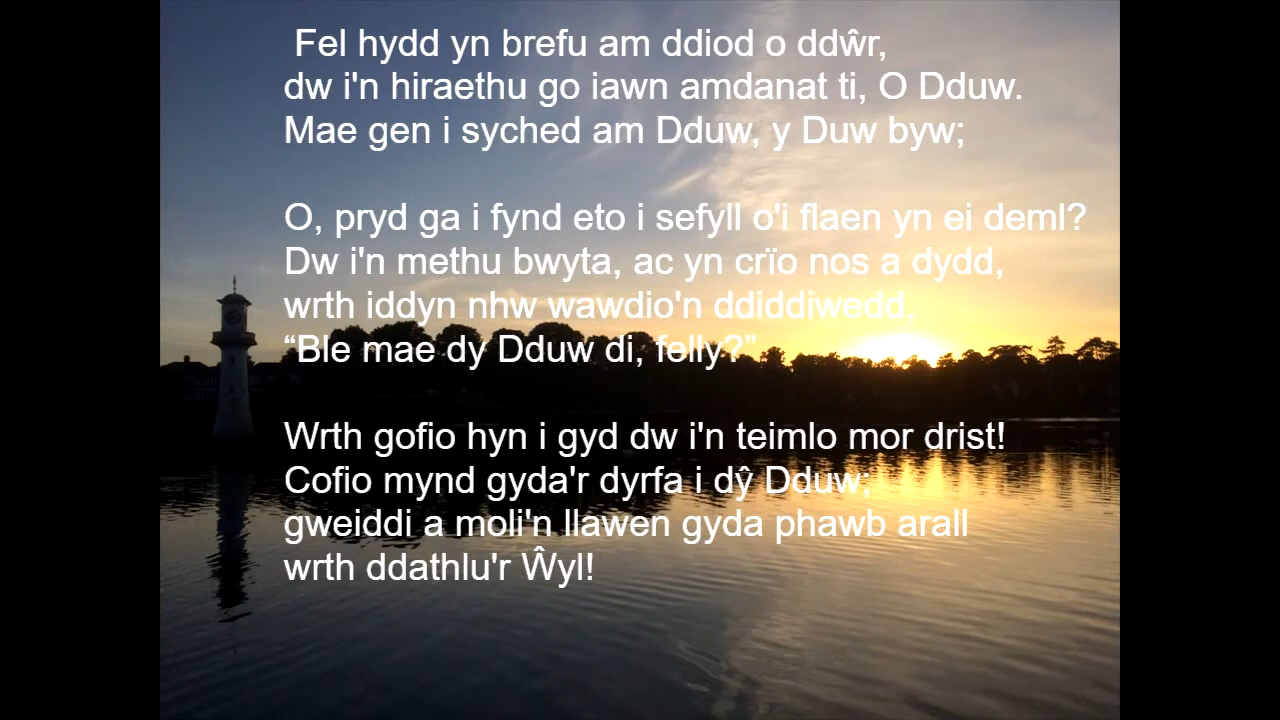 Fel hydd yn brefu am ddiod o ddŵr,
dw i'n hiraethu go iawn amdanat ti, O Dduw.
Mae gen i syched am Dduw, y Duw byw;
O, pryd ga i fynd eto i sefyll o'i flaen yn ei deml?
Dw i'n methu bwyta, ac yn crïo nos a dydd,
wrth iddyn nhw wawdio'n ddiddiwedd,
“Ble mae dy Dduw di, felly?”
Wrth gofio hyn i gyd dw i'n teimlo mor drist!
Cofio mynd gyda'r dyrfa i dŷ Dduw;
gweiddi a moli'n llawen gyda phawb arall
wrth ddathlu'r Ŵyl!